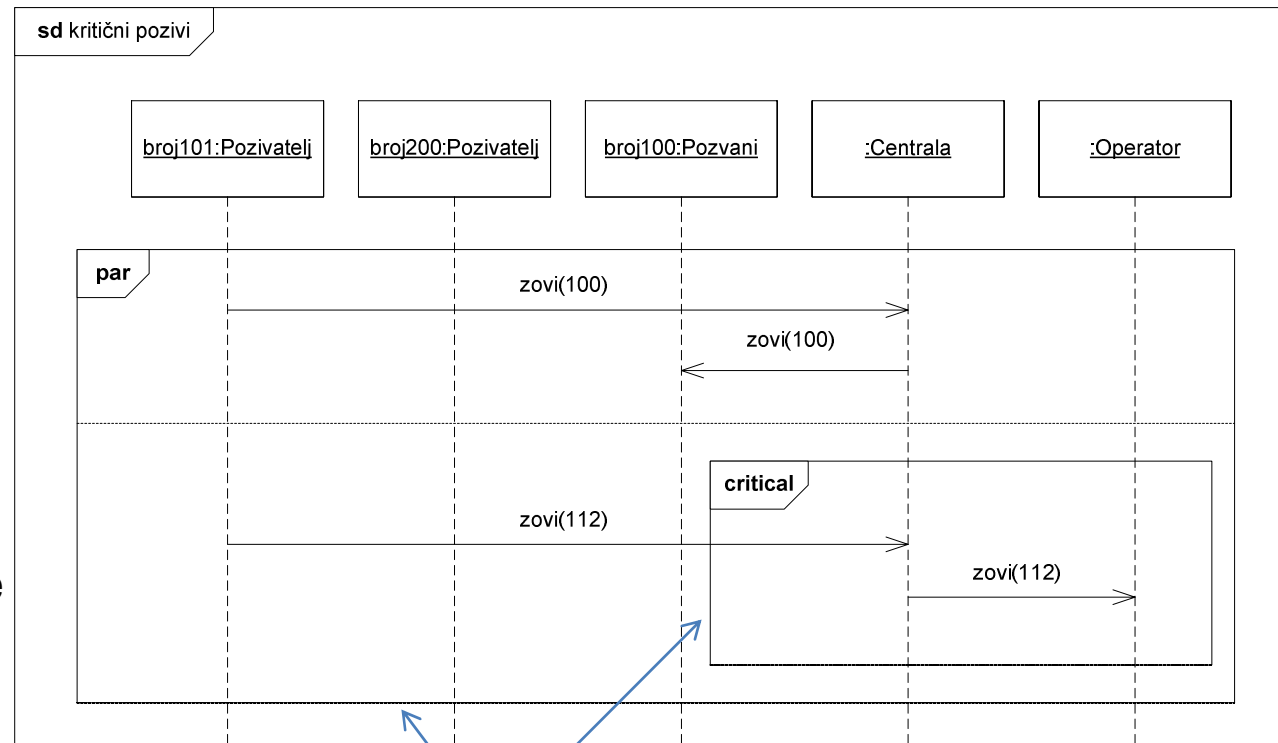 sd kritični pozivi
broj101:Pozivatelj
broj200:Pozivatelj
broj100:Pozvani
:Centrala
:Operator
par
zovi(100)
zovi(100)
critical
zovi(112)
zovi(112)